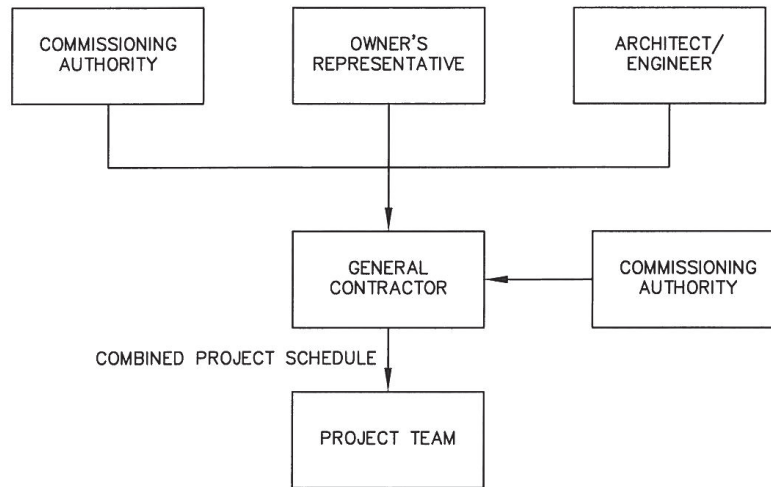 COMMISSIONING
AUTHORITY
OWNER'S
REPRESENTATIVE
ARCHITECT/
ENGINEER
GENERAL
CONTRACTOR
COMMISSIONING
AUTHORITY
COMBINED PROJECT SCHEDULE
PROJECT TEAM